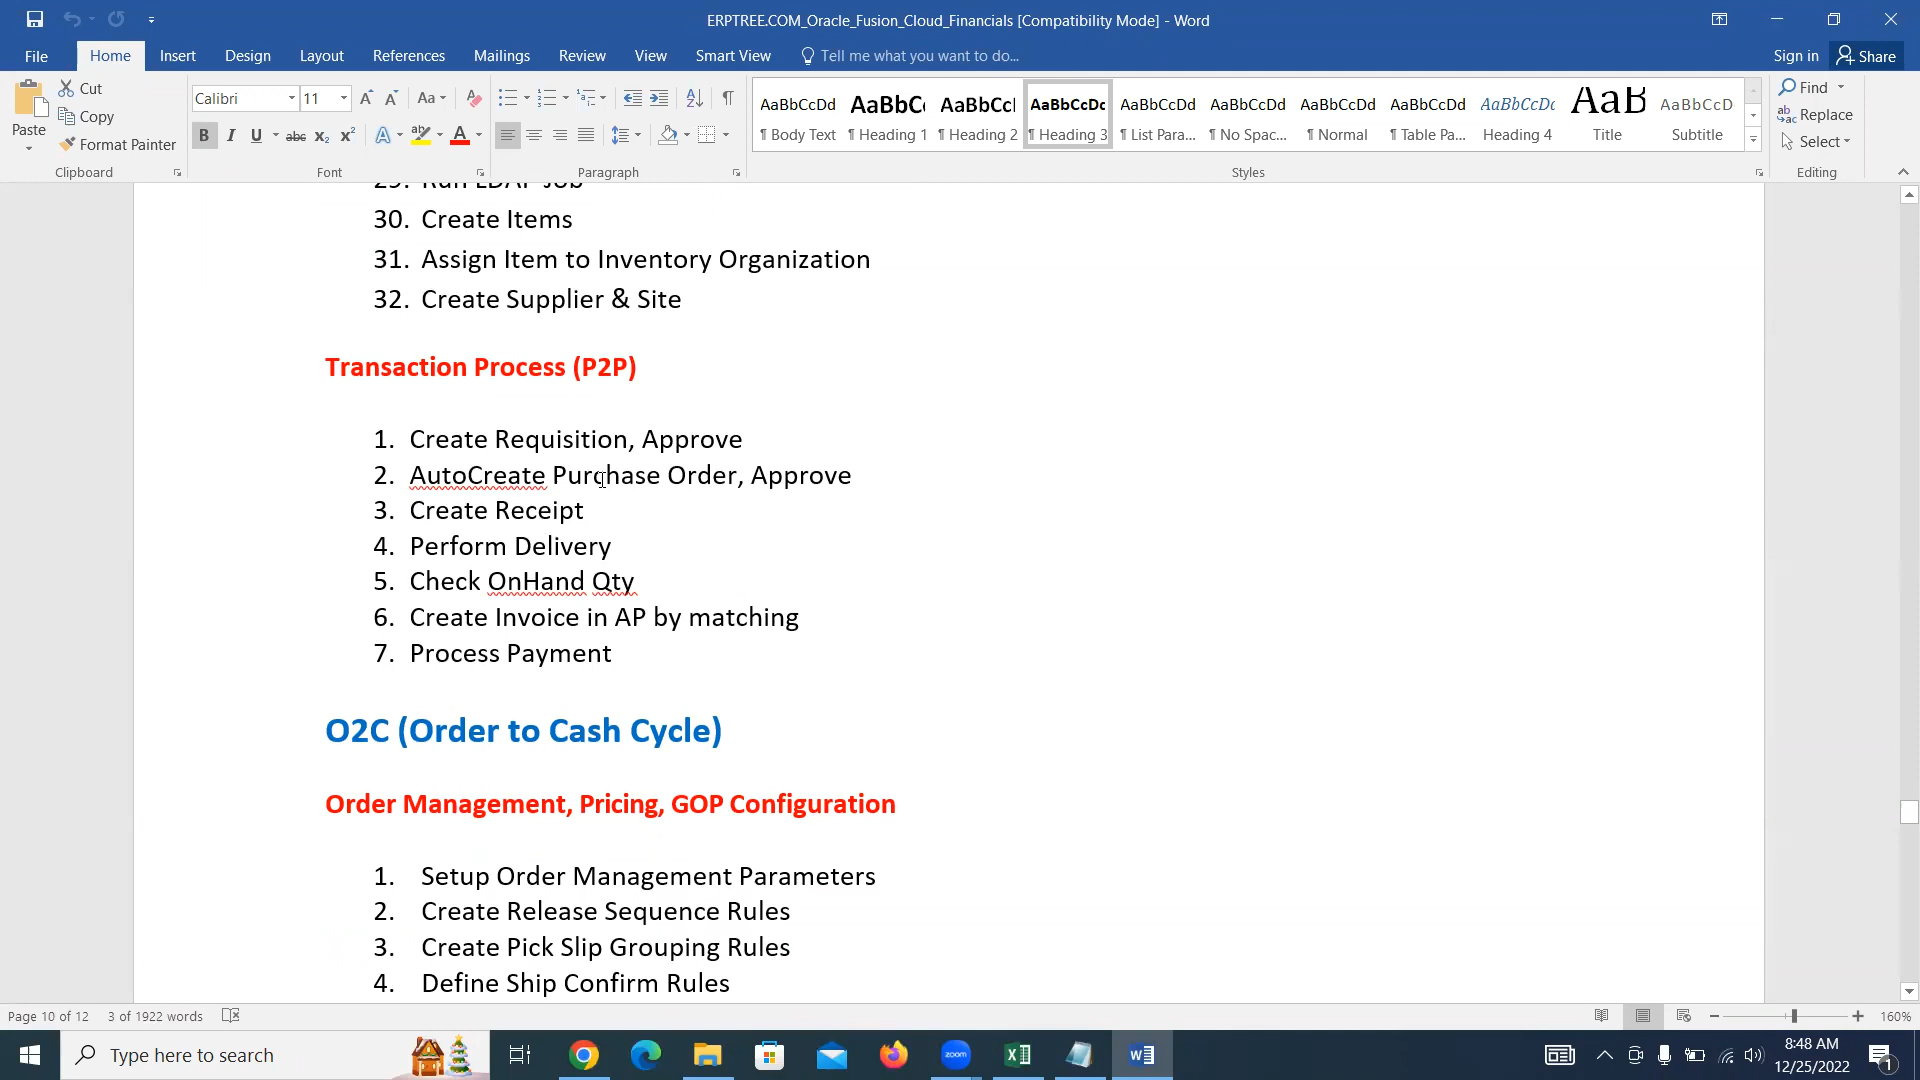 ERPTREE.COM_Oracle_Fusion_Cloud_Financials [Compatibility Mode] - Word
File Home Insert Design Layout References Mailings Review View Smart View Tell me what you want to do... Sign in Share
Paste
Cut
Copy
Format Painter
Clipboard
Calibri 11
Font
Paragraph
AaBbCcDd AaBbC AaBbCcl AaBbCcDc AaBbCcDd AaBbCcDd AaBbCcDd AaBbCcDd AaBbCcDc AaB AaBbCcD
¶ Body Text ¶ Heading 1 ¶ Heading 2 ¶ Heading 3 ¶ List Para... ¶ No Spac... ¶ Normal ¶ Table Pa... Heading 4 Title Subtitle
Styles
Find
Replace
Select
Editing
29. Run LDAP Job
30. Create Items
31. Assign Item to Inventory Organization
32. Create Supplier & Site
Transaction Process (P2P)
1. Create Requisition, Approve
2. AutoCreate Purchase Order, Approve
3. Create Receipt
4. Perform Delivery
5. Check OnHand Qty
6. Create Invoice in AP by matching
7. Process Payment
O2C (Order to Cash Cycle)
Order Management, Pricing, GOP Configuration
1. Setup Order Management Parameters
2. Create Release Sequence Rules
3. Create Pick Slip Grouping Rules
4. Define Ship Confirm Rules
Page 10 of 12 3 of 1922 words 160%
Type here to search
zoom
8:48 AM
12/25/2022
1